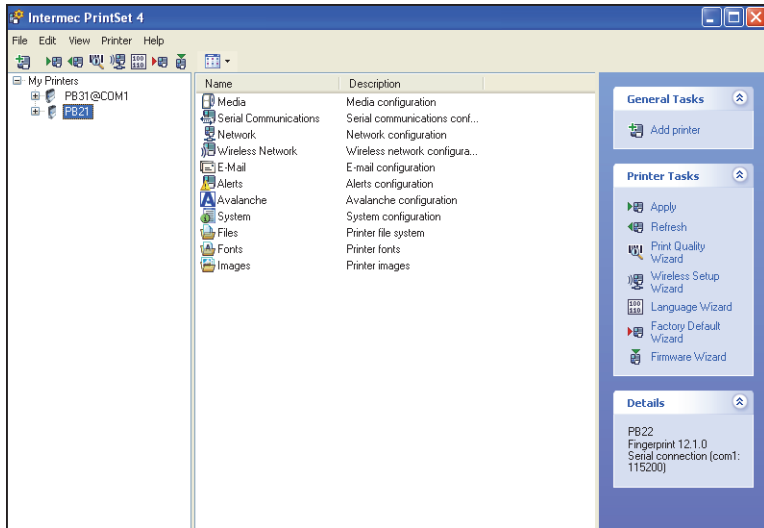 Intermec PrintSet 4
File Edit View Printer Help
My Printers
PB31@COM1
PB21
Name Description
Media Media configuration
Serial Communications Serial communications conf...
Network Network configuration
Wireless Network Wireless network configura...
E-Mail E-mail configuration
Alerts Alerts configuration
Avalanche Avalanche configuration
System System configuration
Files Printer file system
Fonts Printer fonts
Images Printer images
General Tasks
Add printer
Printer Tasks
Apply
Refresh
Print Quality
Wizard
Wireless Setup
Wizard
Language Wizard
Factory Default
Wizard
Firmware Wizard
Details
PB22
Fingerprint 12.1.0
Serial connection (com1:
115200)